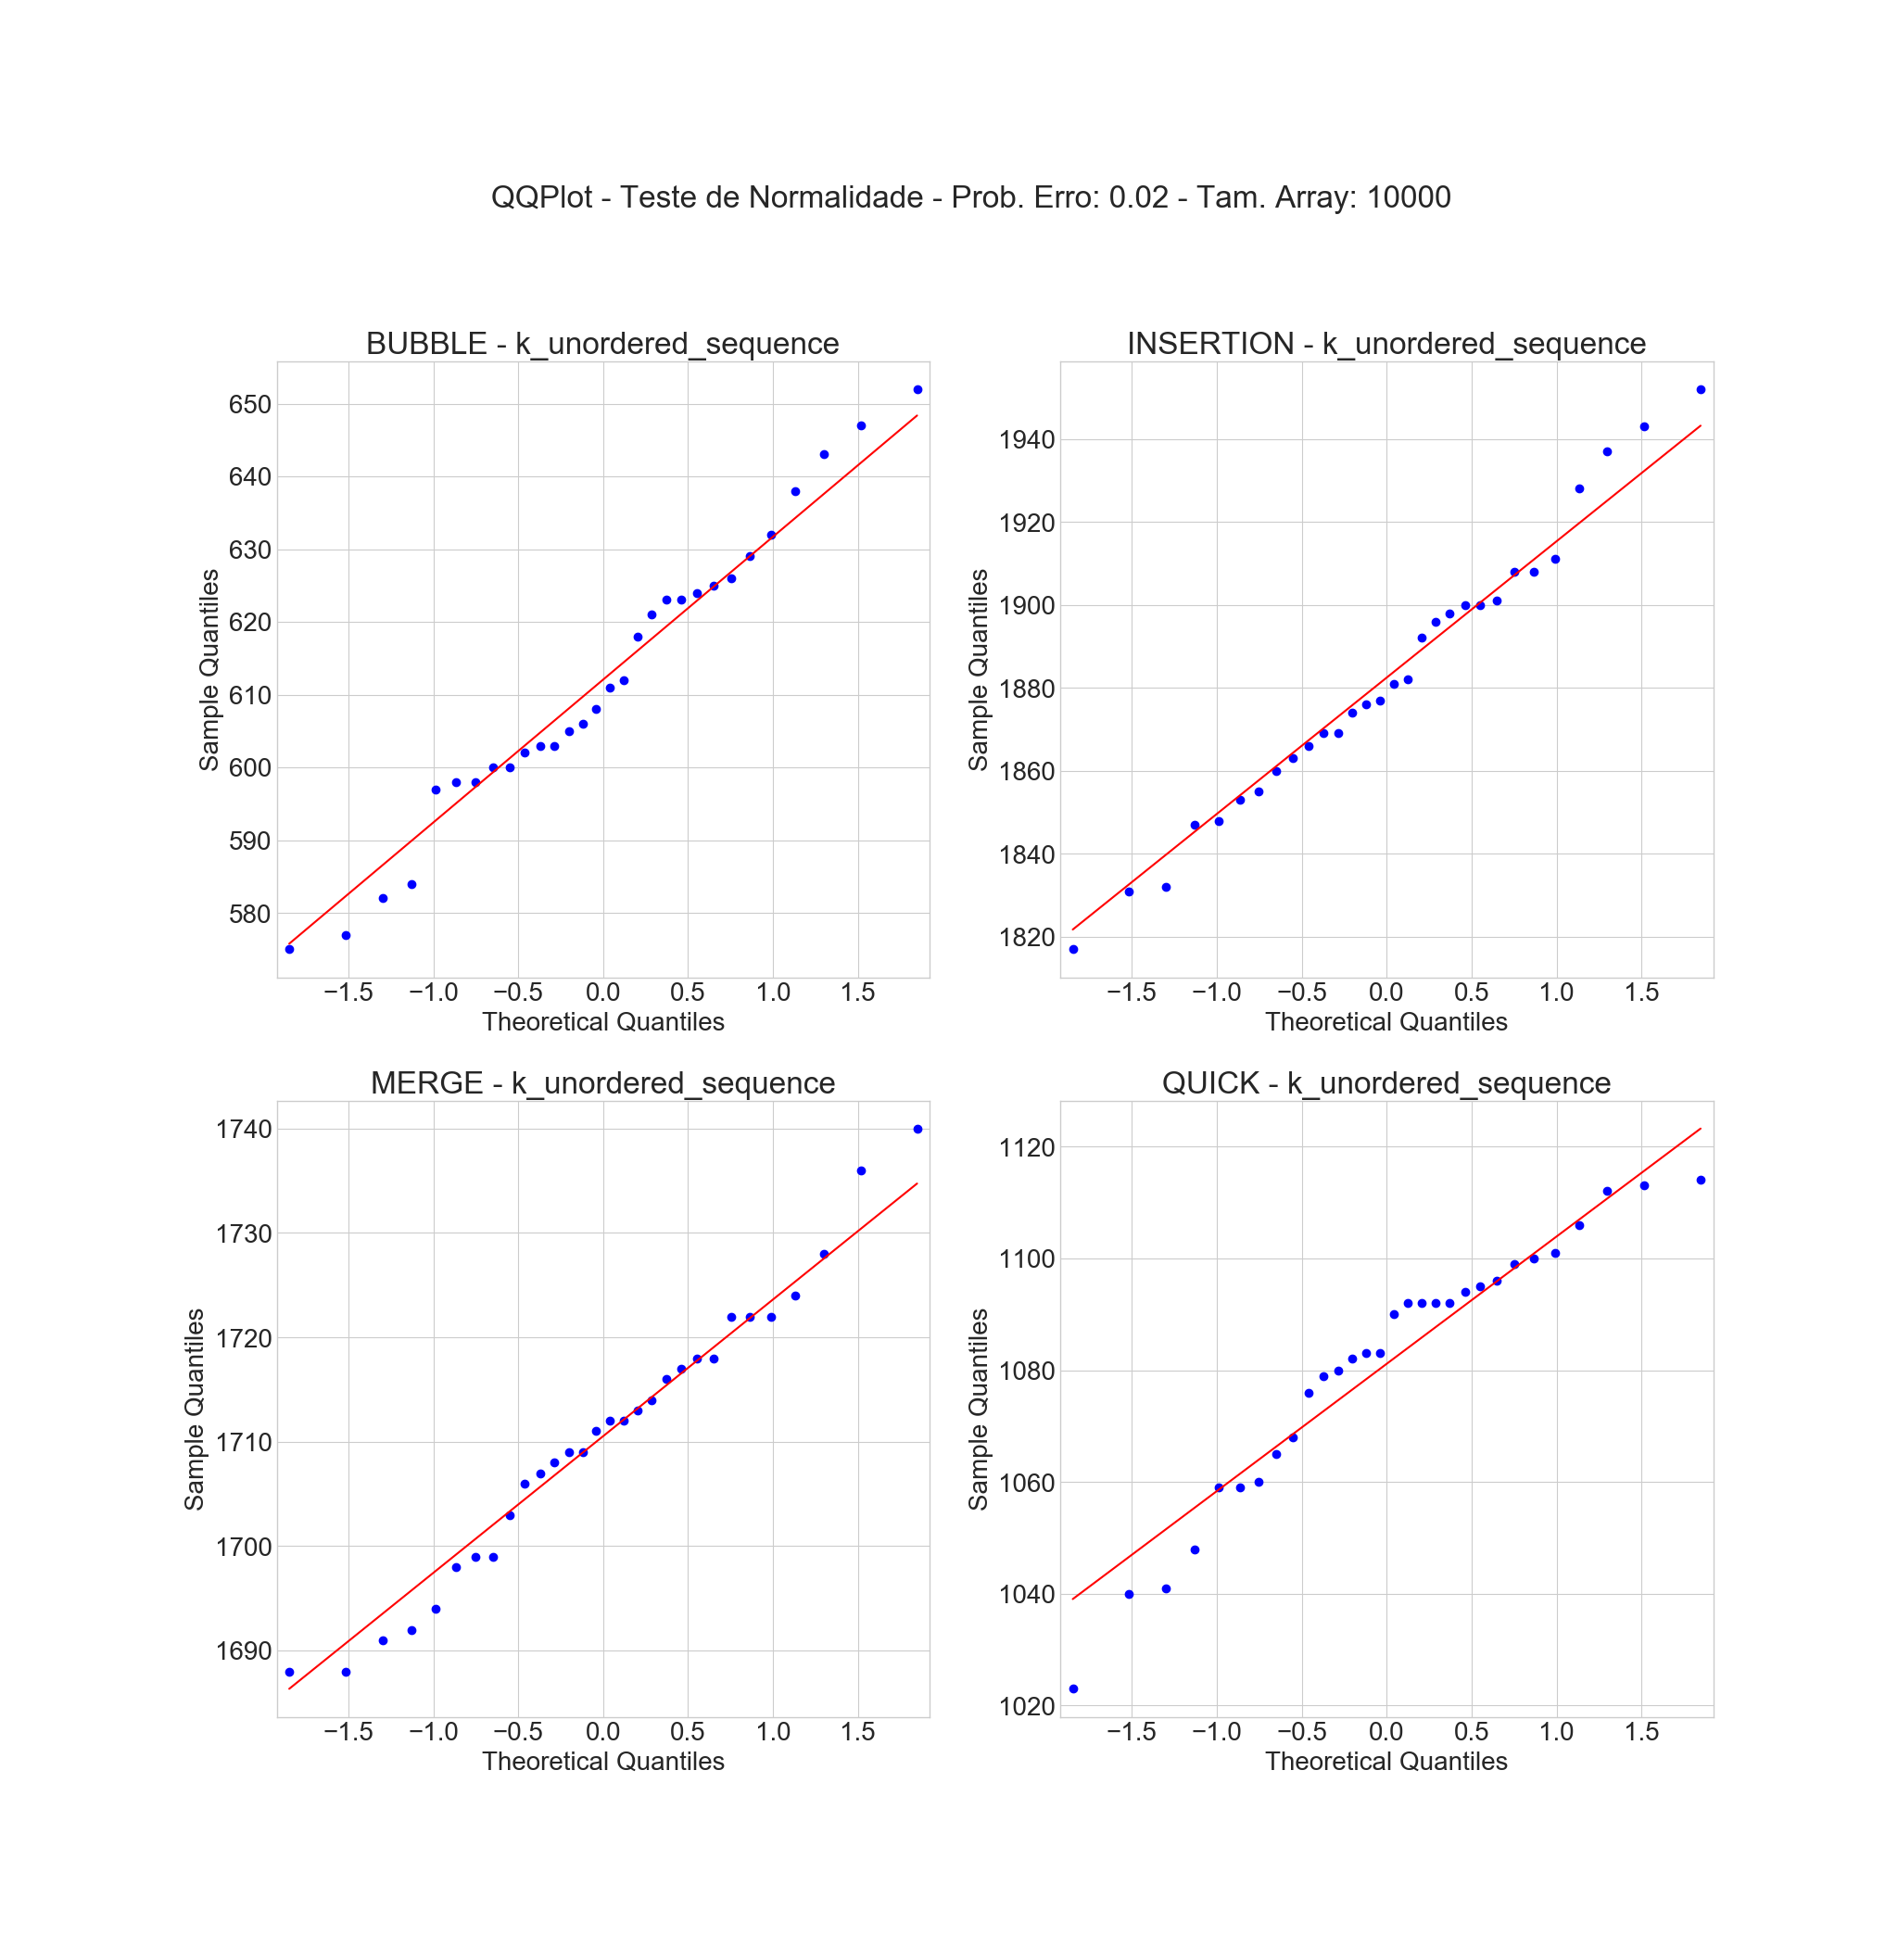 QQPlot - Teste de Normalidade - Prob. Erro: 0.02 - Tam. Array: 10000
BUBBLE - k_unordered_sequence
650
640
630
620
610
600
590
580
Sample Quantiles
−1.5 −1.0 −0.5 0.0 0.5 1.0 1.5
Theoretical Quantiles
INSERTION - k_unordered_sequence
1940
1920
1900
1880
1860
1840
1820
Sample Quantiles
−1.5 −1.0 −0.5 0.0 0.5 1.0 1.5
Theoretical Quantiles
MERGE - k_unordered_sequence
1740
1730
1720
1710
1700
1690
Sample Quantiles
−1.5 −1.0 −0.5 0.0 0.5 1.0 1.5
Theoretical Quantiles
QUICK - k_unordered_sequence
1120
1100
1080
1060
1040
1020
Sample Quantiles
−1.5 −1.0 −0.5 0.0 0.5 1.0 1.5
Theoretical Quantiles